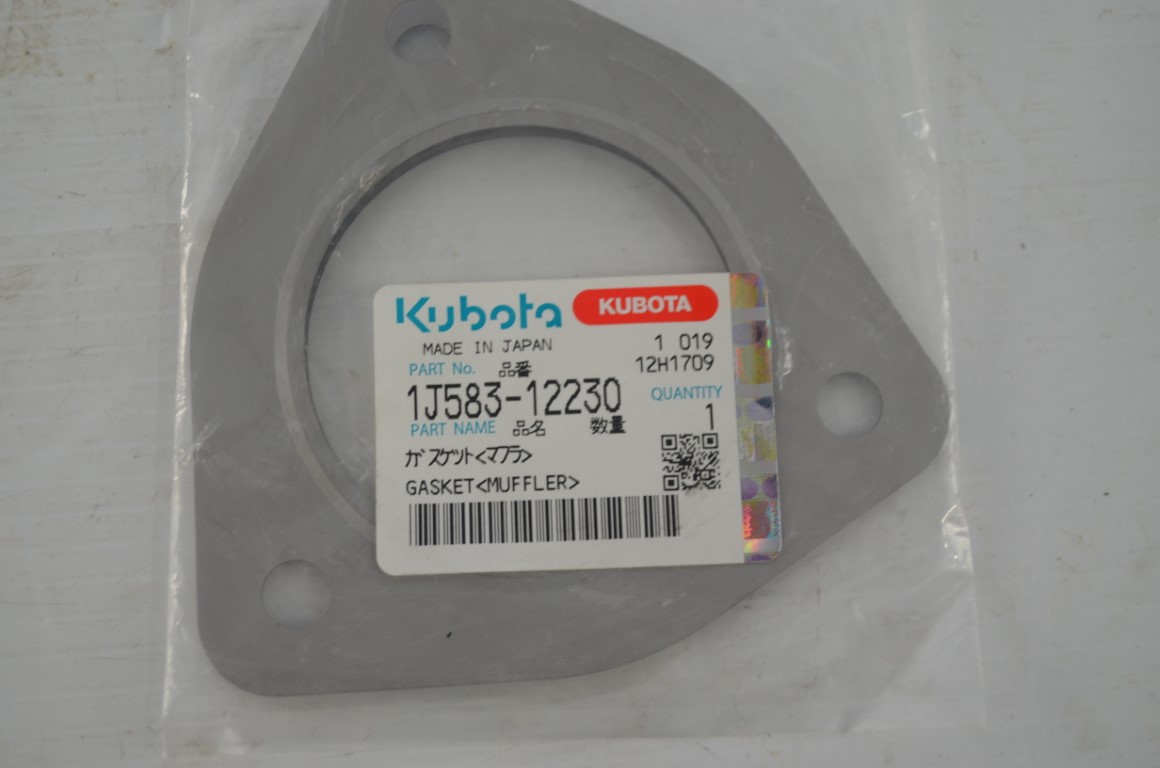 Kubota KUBOTA
MADE IN JAPAN 1 019
PART No. 品番 12H1709
1J583-12230 QUANTITY
PART NAME 品名 数量 1
ガスケット<マフラ>
GASKET<MUFFLER>